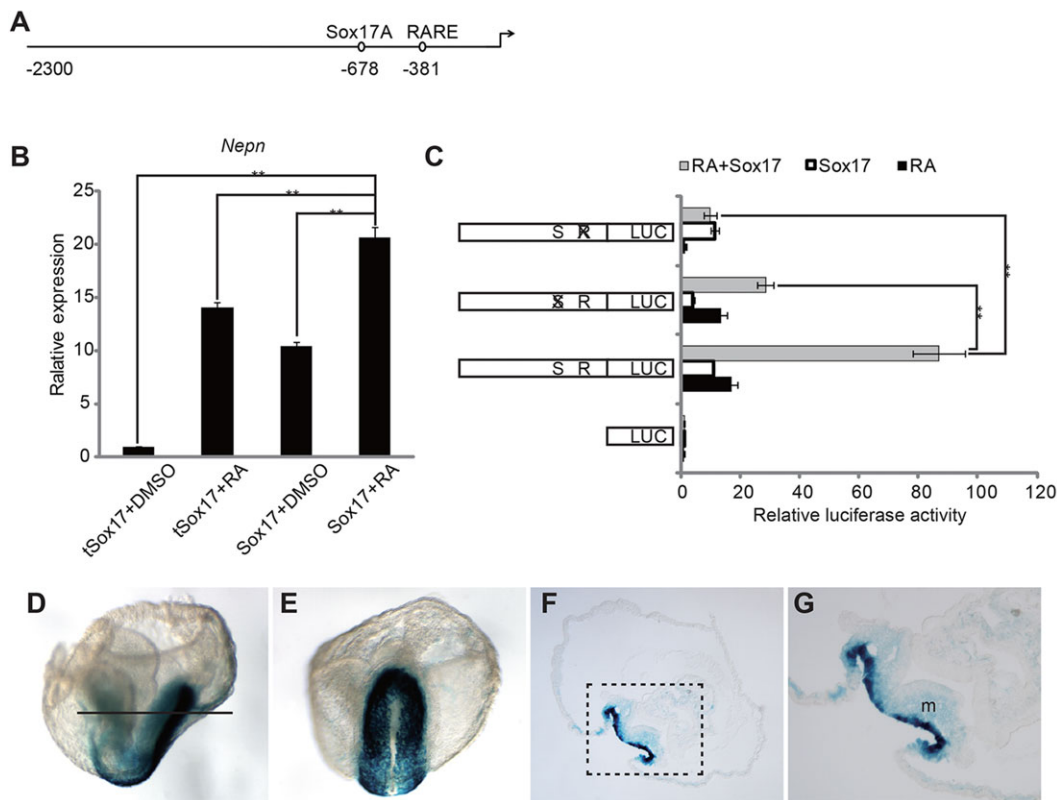 A
Sox17A RARE
-2300 -678 -381
B
Nepn
** 
**
**
Ralative expression
25
20
15
10
5
0
tSox17+DMSO
tSox17+RA
Sox17+DMSO
Sox17+RA
C
RA+Sox17 Sox17 RA
S R LUC
S R LUC
S R LUC
LUC
**
**
0 20 40 60 80 100 120
Relative luciferase activity
D
E
F
G
m